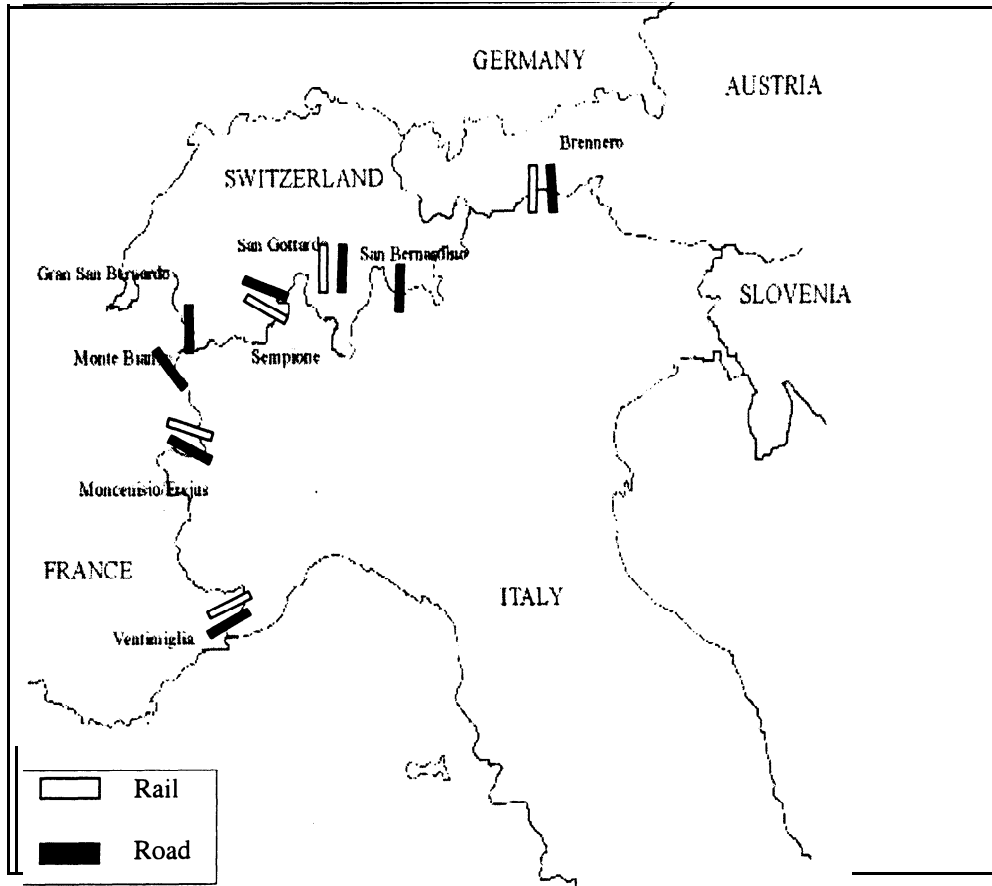 GERMANY
AUSTRIA
Brennero
SWITZERLAND
San Gottardo
San Bernardino
Gran San Bernardo
SLOVENIA
Monte Bianco
Sempione
Moncenisio/Frejus
FRANCE
ITALY
Ventimiglia
Rail
Road